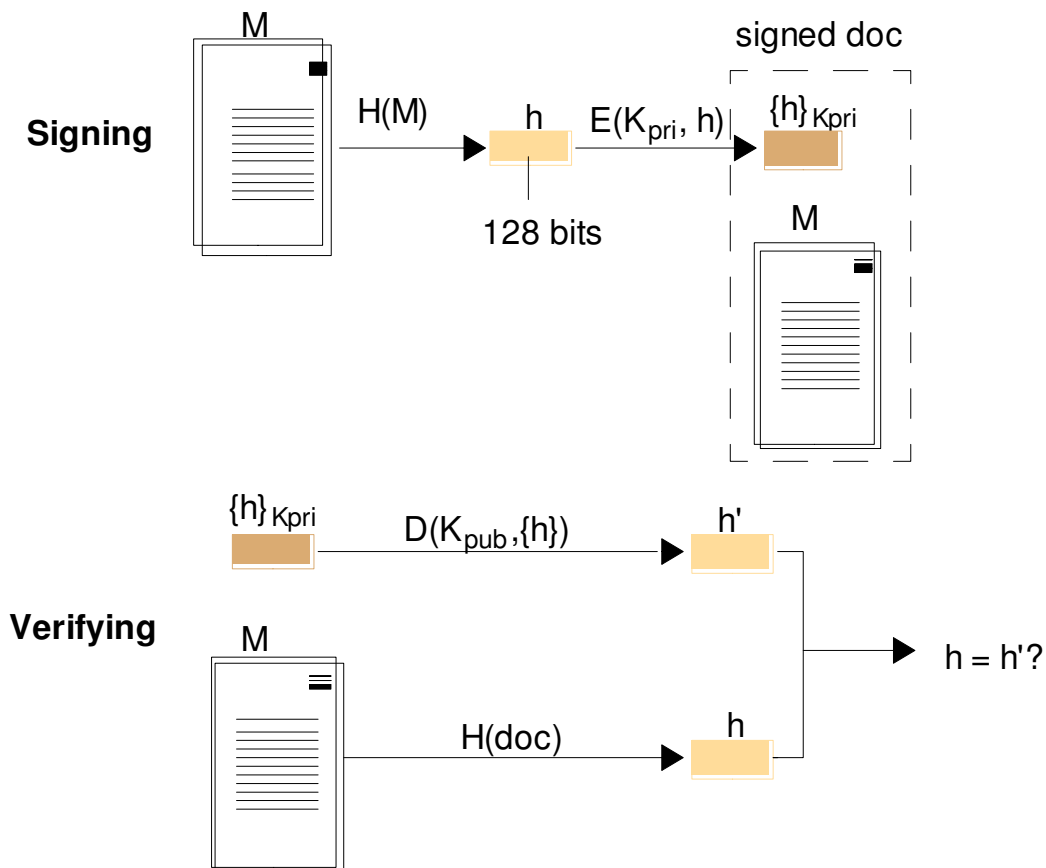 M
signed doc
Signing
H(M)
h
E(Kpri, h)
{h}Kpri
128 bits
M
{h}Kpri
D(Kpub,{h})
h'
Verifying
M
h = h'?
H(doc)
h